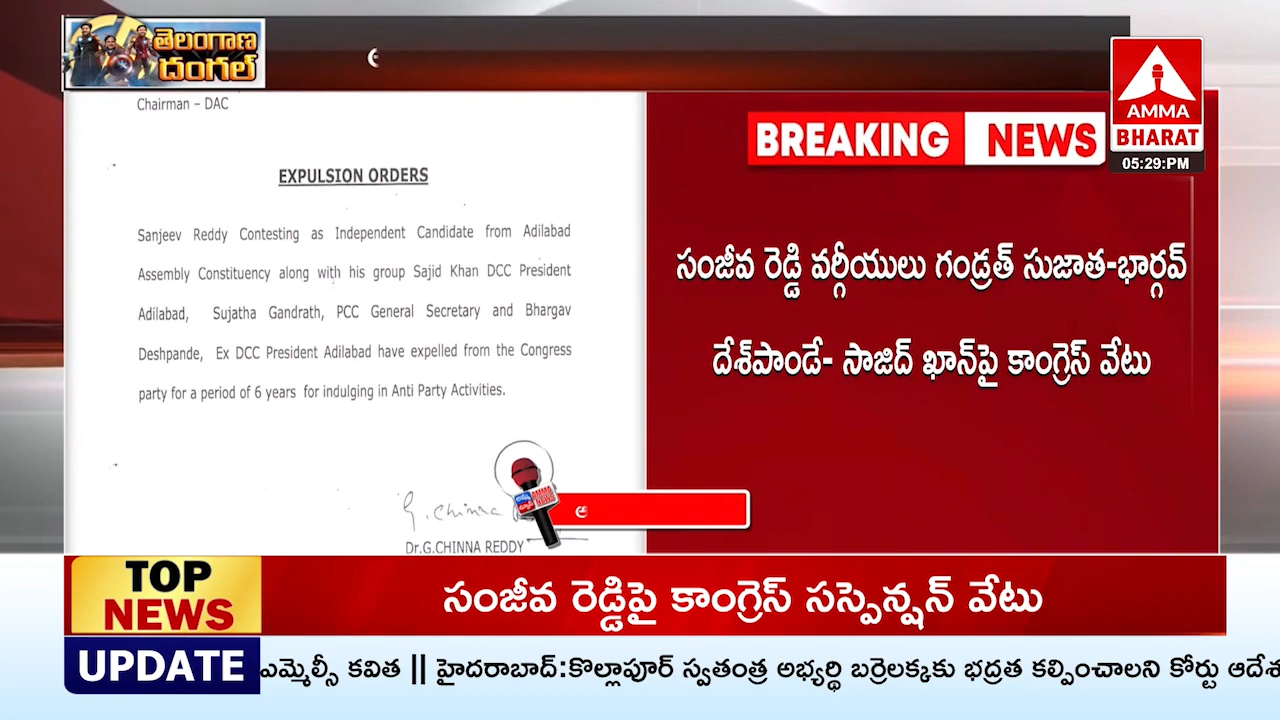 తెలంగాణ
దంగల్
Chairman – DAC
EXPULSION ORDERS
Sanjeev Reddy Contesting as Independent Candidate from Adilabad
Assembly Constituency along with his group Sajid Khan DCC President
Adilabad, Sujatha Gandrath, PCC General Secretary and Bhargav
Deshpande, Ex DCC President Adilabad have expelled from the Congress
party for a period of 6 years for indulging in Anti Party Activities.
G. Chinna
Dr.G.CHINNA REDDY
BREAKING NEWS
AMMA
BHARAT
05:29:PM
సంజీవ రెడ్డి వర్గీయులు గండ్రత్ సుజాత-భార్గవ్
దేశ్‌పాండే- సాజిద్ ఖాన్‌పై కాంగ్రెస్ వేటు
AMMA
NEWS
TOP
NEWS
సంజీవ రెడ్డిపై కాంగ్రెస్ సస్పెన్షన్ వేటు
UPDATE
ఎమ్మెల్సీ కవిత || హైదరాబాద్:కొల్లాపూర్ స్వతంత్ర అభ్యర్థి బర్రెలక్కకు భద్రత కల్పించాలని కోర్టు ఆదేశ